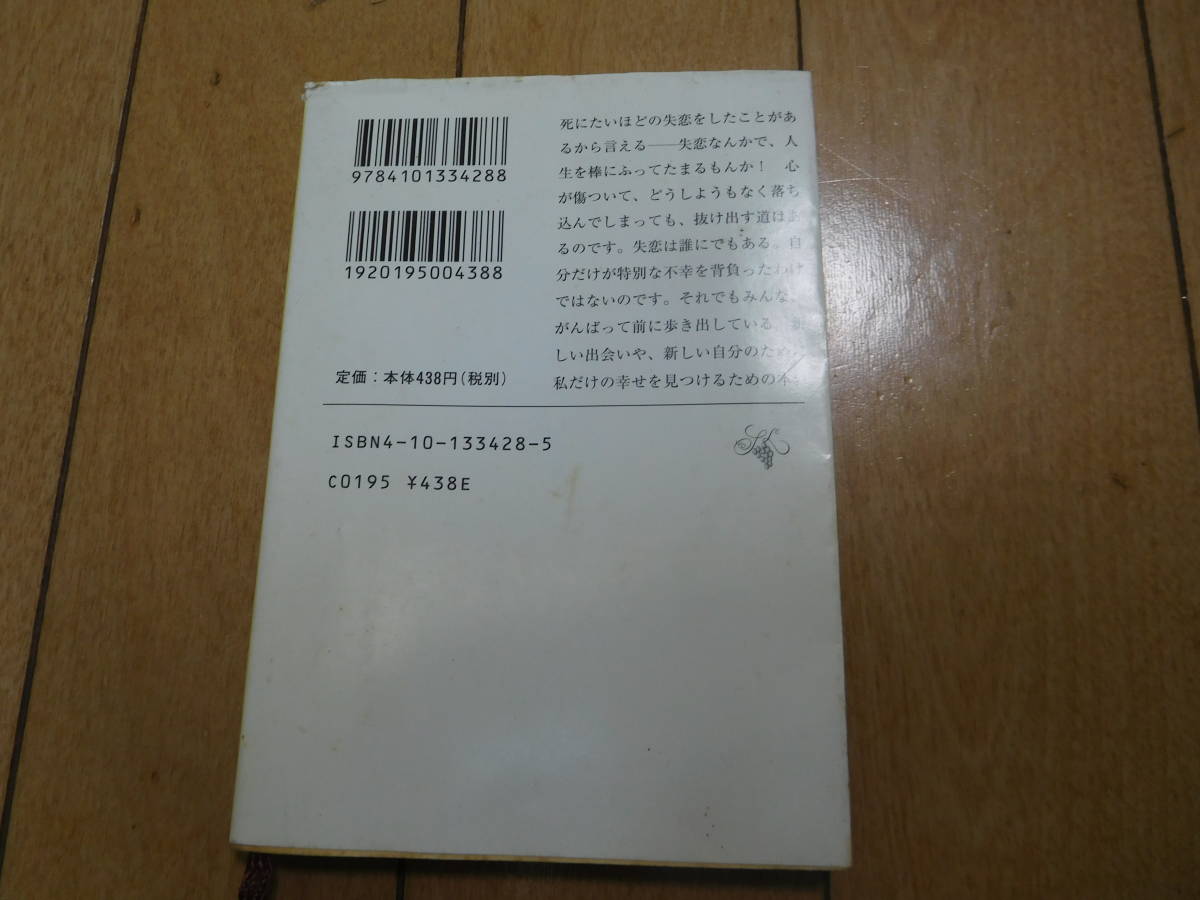 9784101334288
1920195004388
定価：本体438円（税別）
死にたいほどの失恋をしたことがあ
るから言える――失恋なんかで、人
生を棒にふってたまるもんか！　心
が傷ついて、どうしようもなく落ち
込んでしまっても、抜け出す道はあ
るのです。失恋は誰にでもある。自
分だけが特別な不幸を背負ったわけ
ではないのです。それでもみんな、
がんばって前に歩き出している。新
しい出会いや、新しい自分のため、
私だけの幸せを見つけるための本。
ISBN4-10-133428-5
C0195 ¥438E